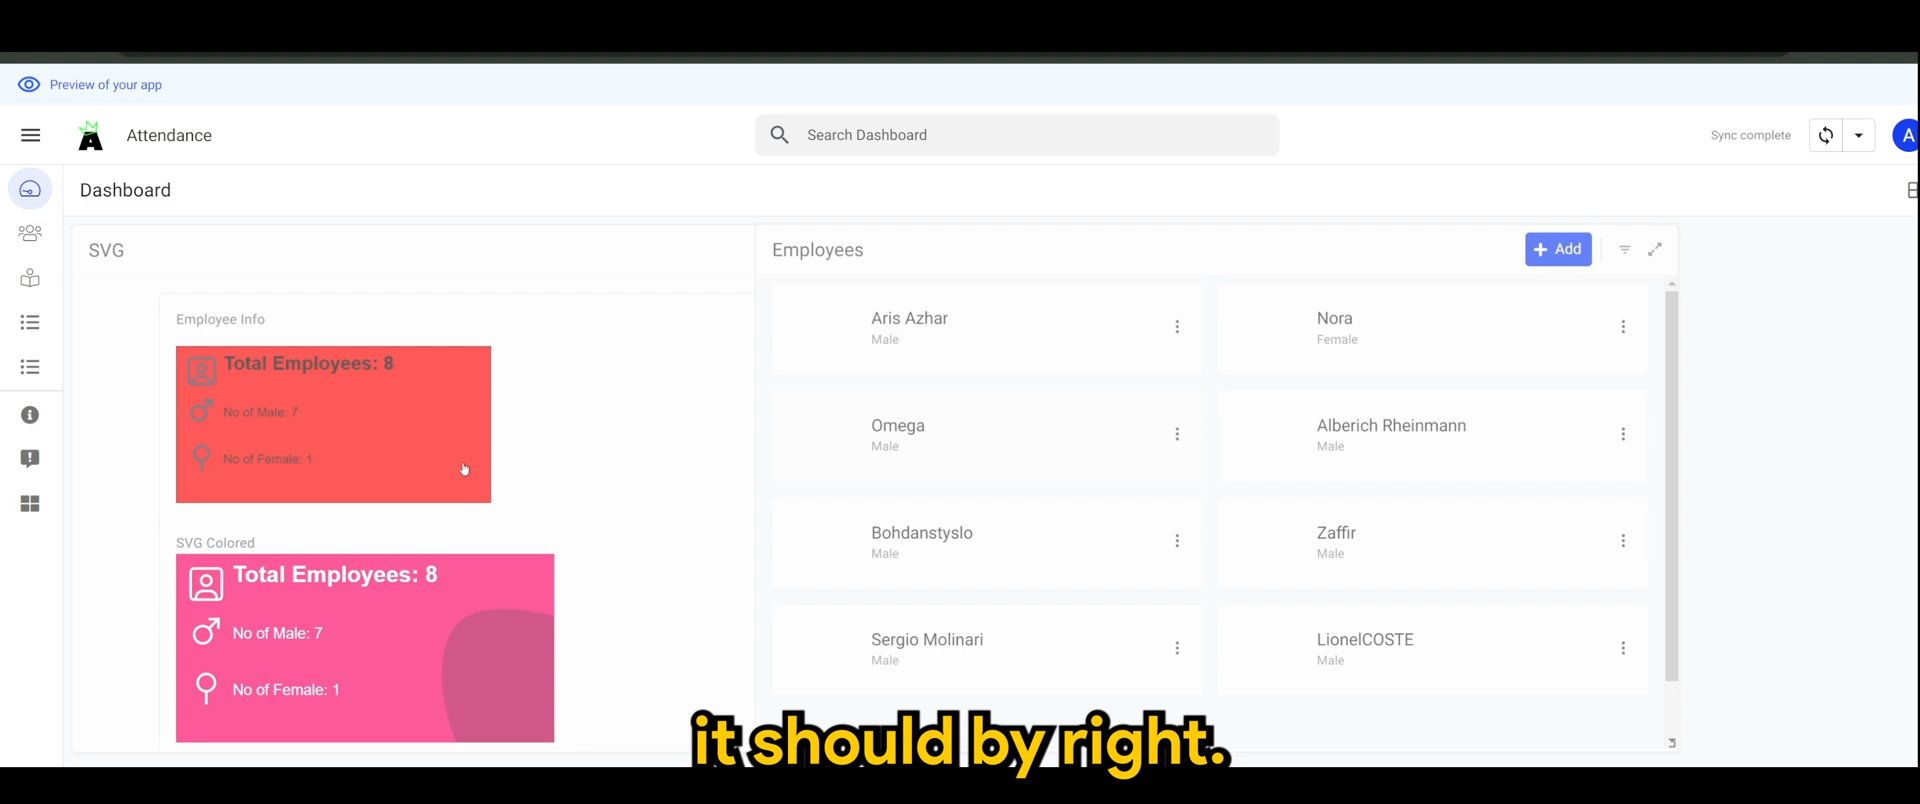 Preview of your app
Attendance
Search Dashboard
Sync complete
A
Dashboard
SVG
Employee Info
Total Employees: 8
No of Male: 7
No of Female: 1
SVG Colored
Total Employees: 8
No of Male: 7
No of Female: 1
Employees
Add
Aris Azhar
Male
Nora
Female
Omega
Male
Alberich Rheinmann
Male
Bohdanstyslo
Male
Zaffir
Male
Sergio Molinari
Male
LionelCOSTE
Male
it should by right.